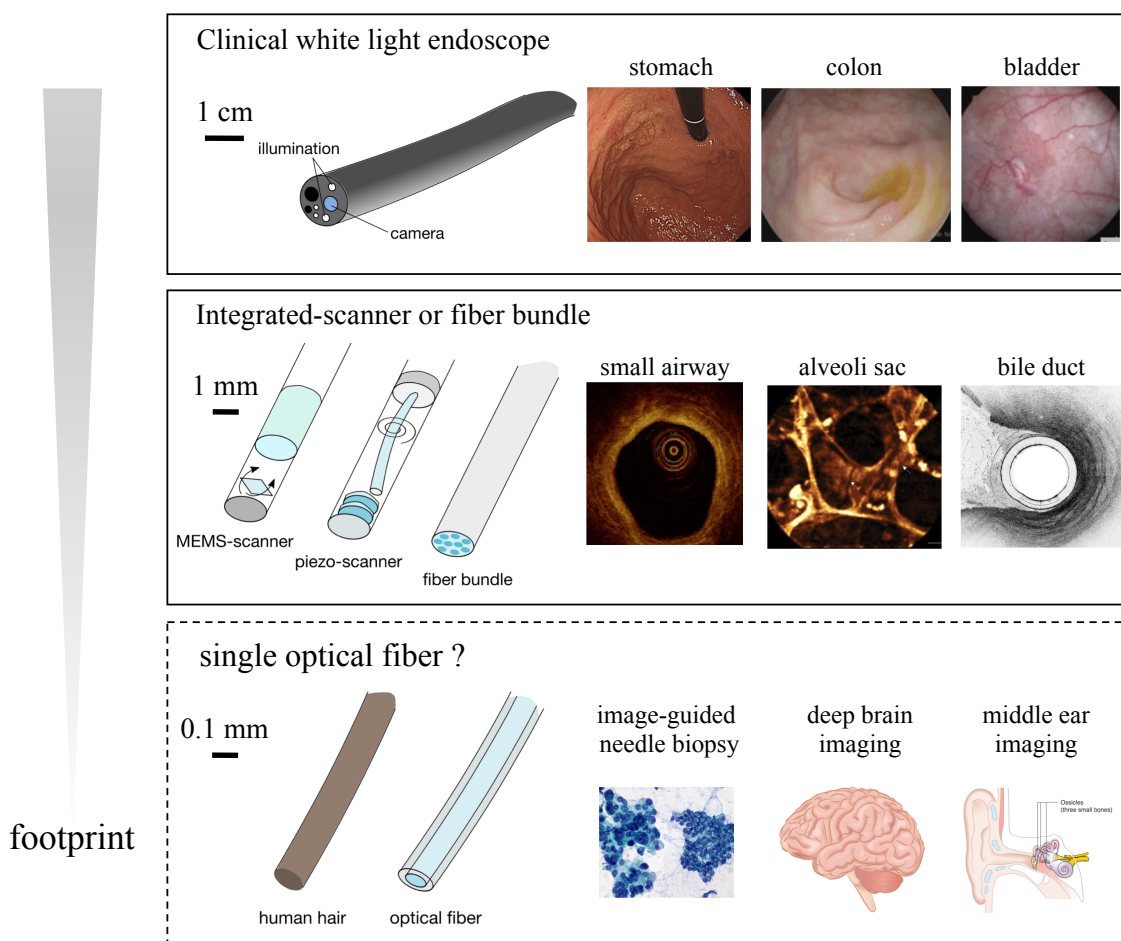 Clinical white light endoscope
stomach
colon
bladder
1 cm
illumination
camera
Integrated-scanner or fiber bundle
small airway
alveoli sac
bile duct
1 mm
MEMS-scanner
piezo-scanner
fiber bundle
single optical fiber ?
0.1 mm
image-guided
needle biopsy
deep brain
imaging
middle ear
imaging
Ossicles
(three small bones)
human hair
optical fiber
footprint